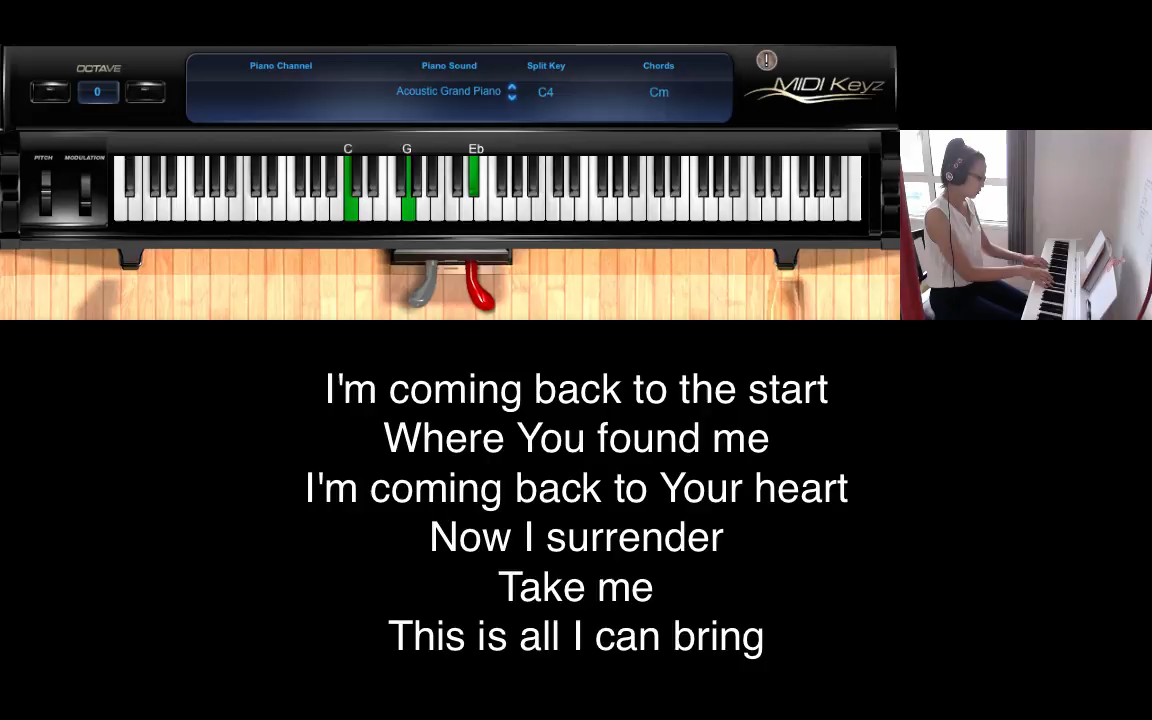 OCTAVE
0
Piano Channel
Piano Sound
Split Key
Chords
Acoustic Grand Piano
C4
Cm
!
MIDI Keyz
PITCH
MODULATION
C
G
Eb
I'm coming back to the start
Where You found me
I'm coming back to Your heart
Now I surrender
Take me
This is all I can bring